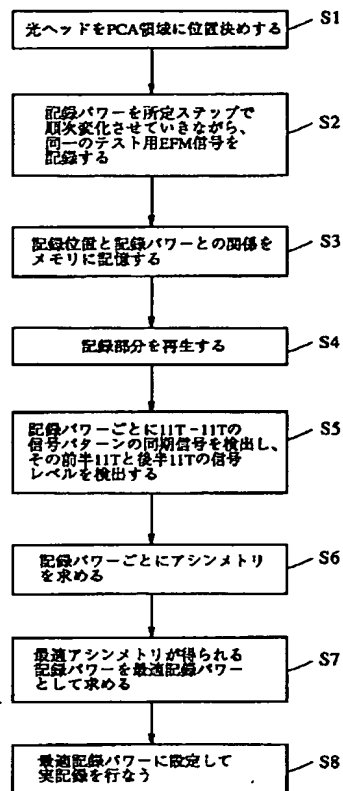 光ヘッドをPCA領域に位置決めする
S1
記録パワーを所定ステップで
順次変化させていきながら、
同一のテスト用EFM信号を
記録する
S2
記録位置と記録パワーとの関係を
メモリに記憶する
S3
記録部分を再生する
S4
記録パワーごとに11T-11Tの
信号パターンの同期信号を検出し、
その前半11Tと後半11Tの信号
レベルを検出する
S5
記録パワーごとにアシンメトリ
を求める
S6
最適アシンメトリが得られる
記録パワーを最適記録パワー
として求める
S7
最適記録パワーに設定して
実記録を行なう
S8